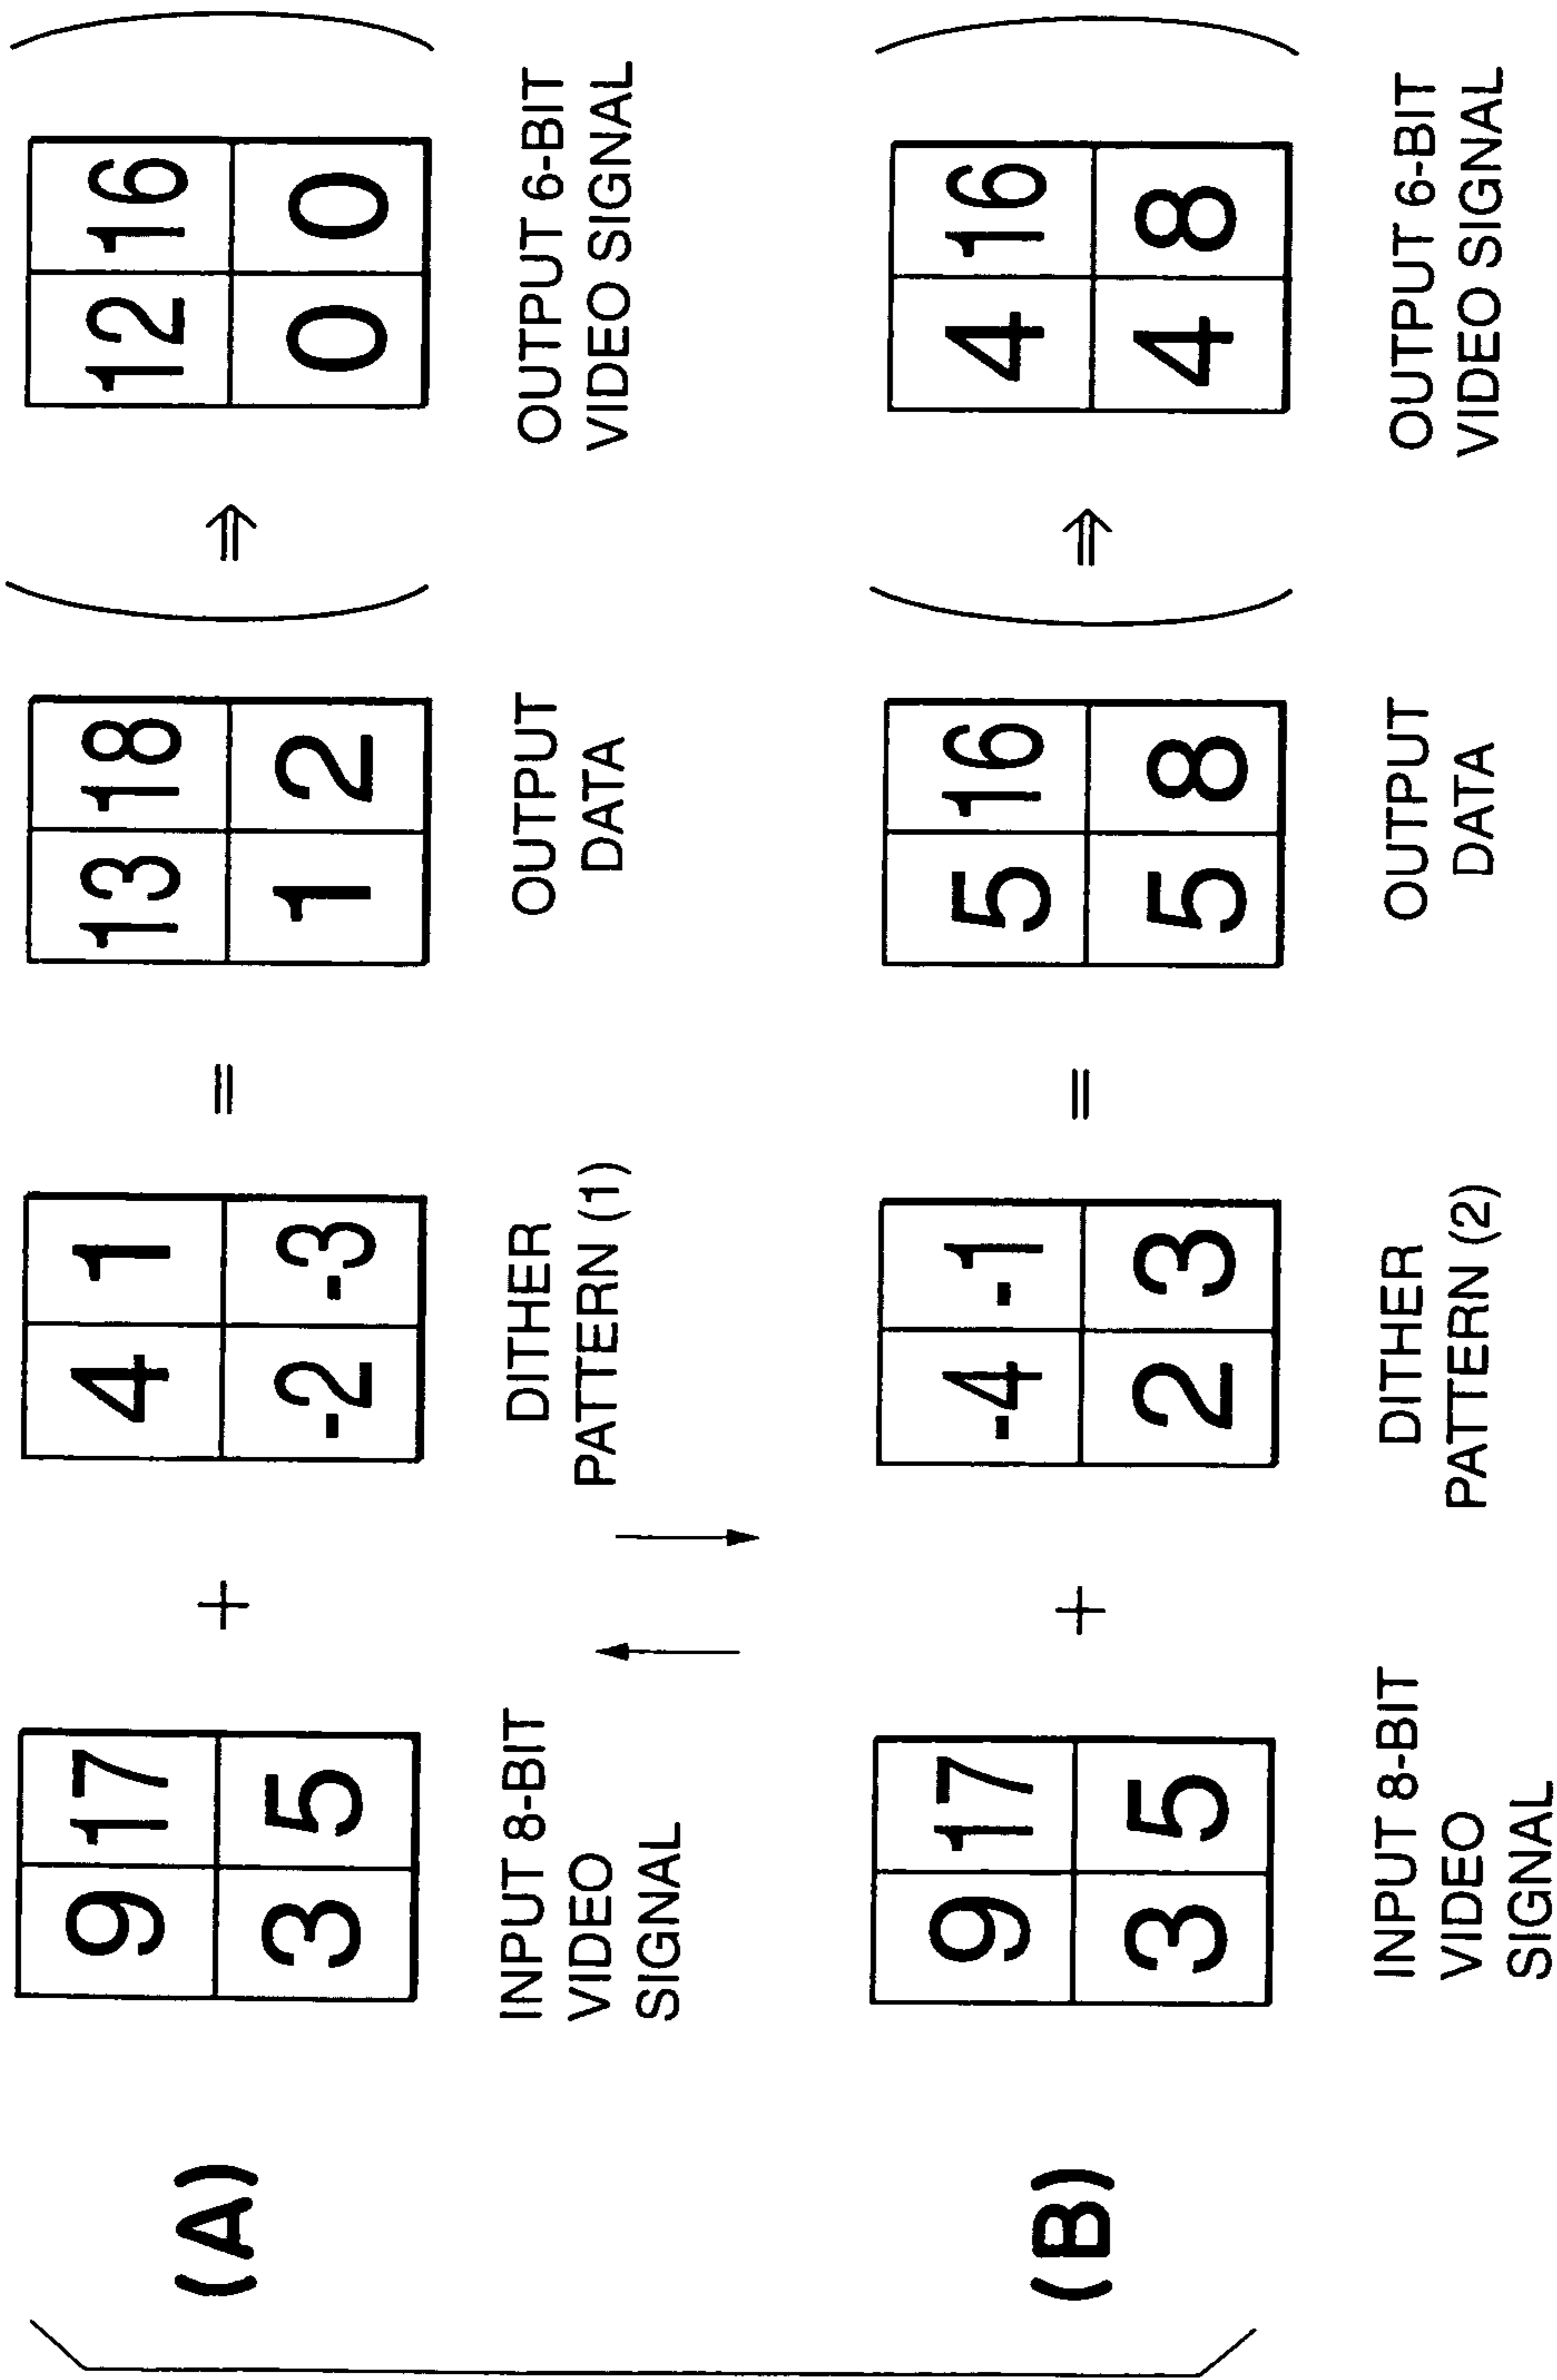 (A)
9 17
3 5
INPUT 8-BIT
VIDEO
SIGNAL
+
4 1
-2 -3
DITHER
PATTERN (1)
=
13 18
1 2
OUTPUT
DATA
( ⇒
12 16
0 0
OUTPUT 6-BIT
VIDEO SIGNAL
)
(B)
9 17
3 5
INPUT 8-BIT
VIDEO
SIGNAL
+
-4 -1
2 3
DITHER
PATTERN (2)
=
5 16
5 8
OUTPUT
DATA
( ⇒
4 16
4 8
OUTPUT 6-BIT
VIDEO SIGNAL
)